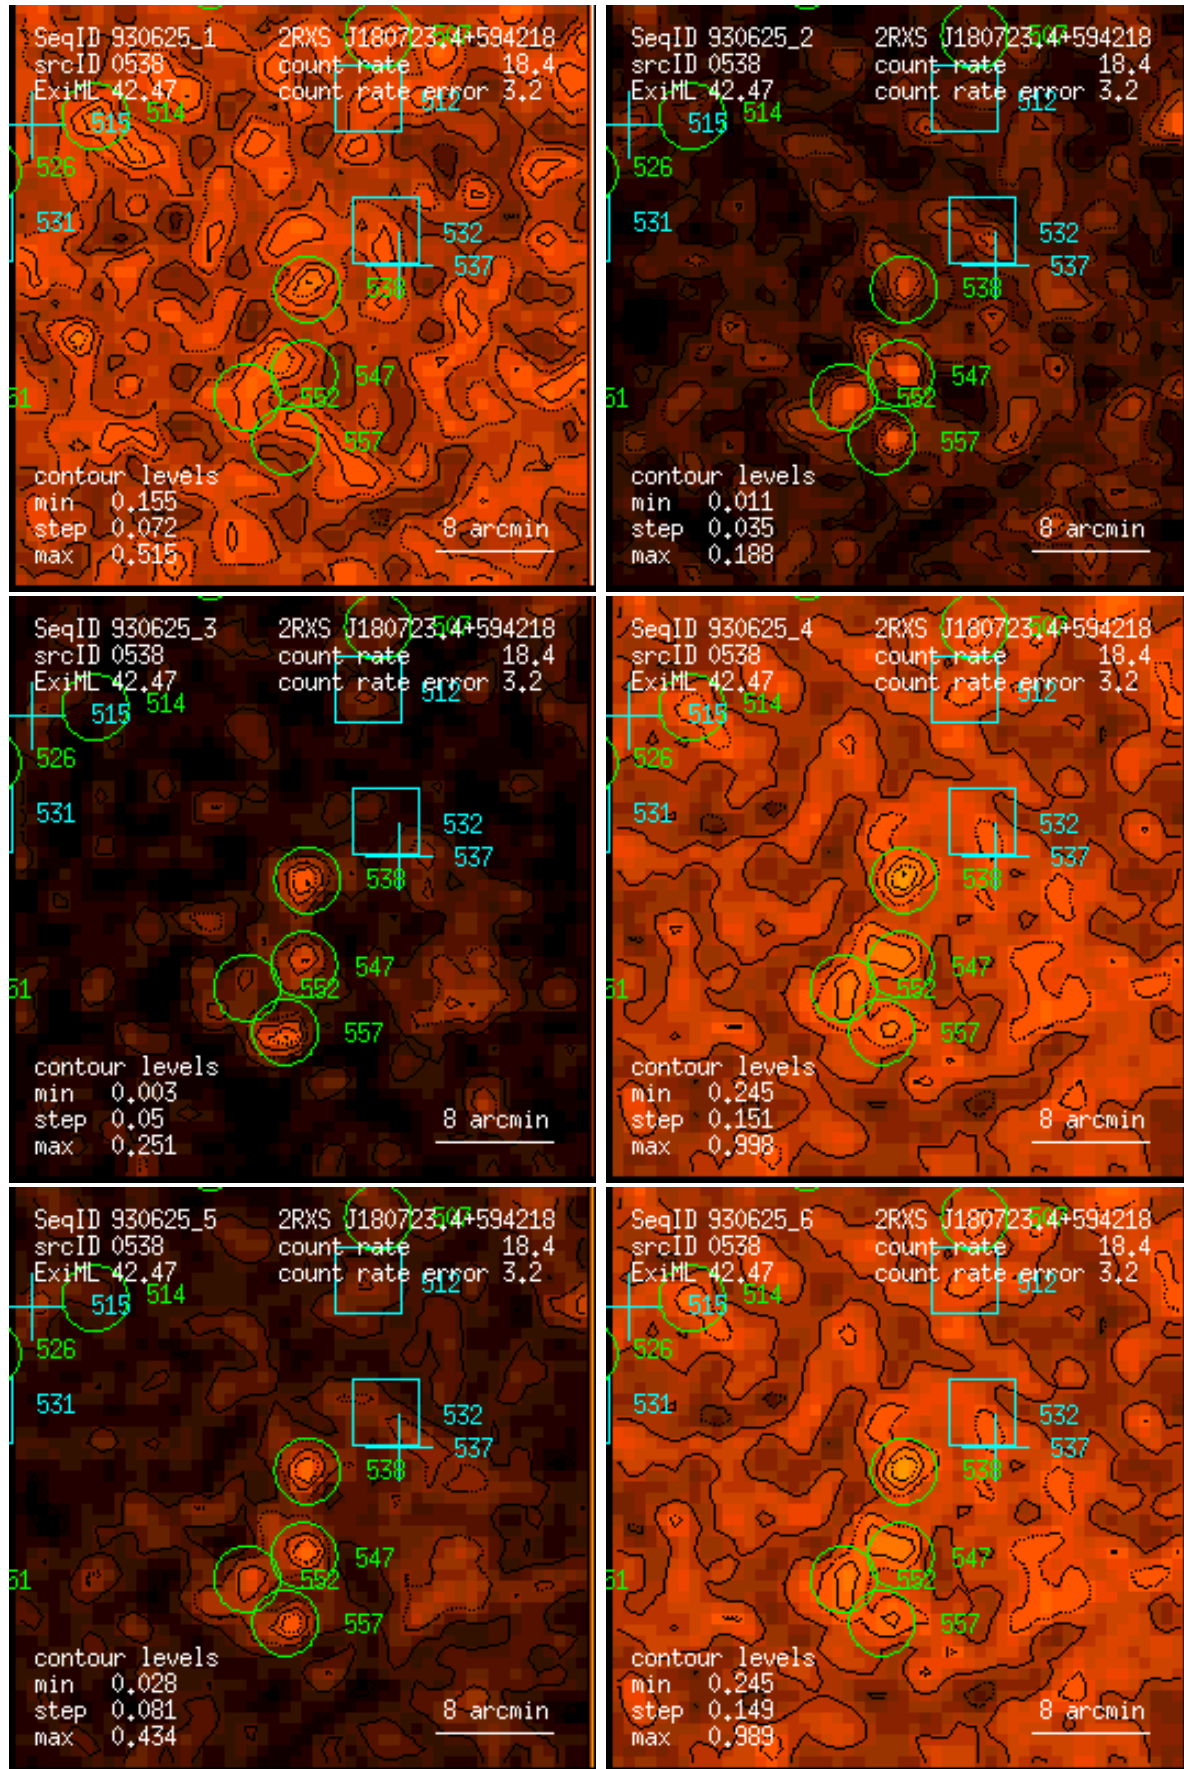 SeqID 930625_1 2RXS J180723.4+594218
507
srcID 0538 count rate 18.4
ExiML 42.47 count rate error 3.2
512
515 514
526
531
532
537
538
547
51 552
557
contour levels
min 0.155
step 0.072 8 arcmin
max 0.515
SeqID 930625_2 2RXS J180723.4+594218
507
srcID 0538 count rate 18.4
ExiML 42.47 count rate error 3.2
512
515 514
526
531
532
537
538
547
51 552
557
contour levels
min 0.011
step 0.035 8 arcmin
max 0.188
SeqID 930625_3 2RXS J180723.4+594218
507
srcID 0538 count rate 18.4
ExiML 42.47 count rate error 3.2
512
515 514
526
531
532
537
538
547
51 552
557
contour levels
min 0.003
step 0.05 8 arcmin
max 0.251
SeqID 930625_4 2RXS J180723.4+594218
507
srcID 0538 count rate 18.4
ExiML 42.47 count rate error 3.2
512
515 514
526
531
532
537
538
547
51 552
557
contour levels
min 0.245
step 0.151 8 arcmin
max 0.998
SeqID 930625_5 2RXS J180723.4+594218
507
srcID 0538 count rate 18.4
ExiML 42.47 count rate error 3.2
512
515 514
526
531
532
537
538
547
51 552
557
contour levels
min 0.028
step 0.081 8 arcmin
max 0.434
SeqID 930625_6 2RXS J180723.4+594218
507
srcID 0538 count rate 18.4
ExiML 42.47 count rate error 3.2
512
515 514
526
531
532
537
538
547
51 552
557
contour levels
min 0.245
step 0.149 8 arcmin
max 0.989